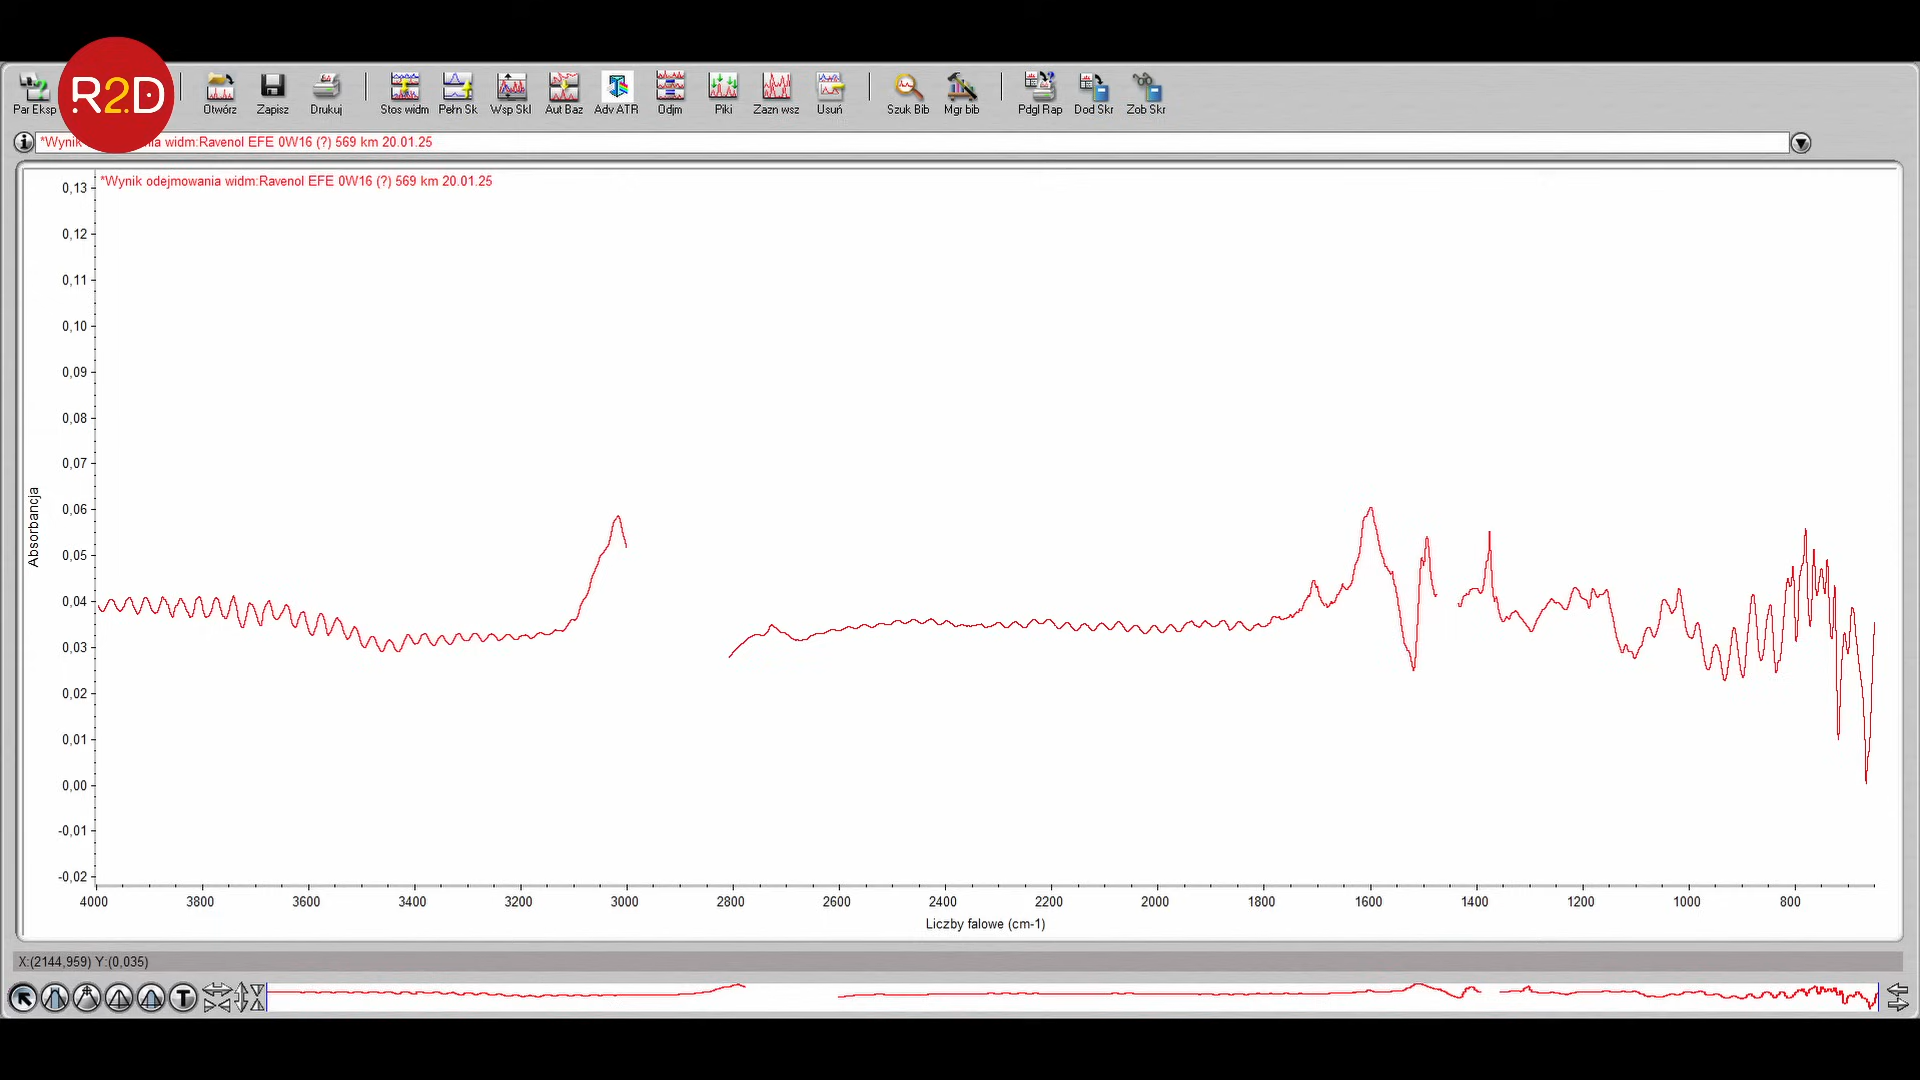 R2D
Par Eksp Otwórz Zapisz Drukuj Stos widm Pełn Sk Wsp Skl Aut Baz Adv ATR Odjm Piki Zazn wsz Usuń Szuk Bib Mgr bib Pdgl Rap Dod Skr Zob Skr
*Wynik widm:Ravenol EFE 0W16 (?) 569 km 20.01.25
*Wynik odejmowania widm:Ravenol EFE 0W16 (?) 569 km 20.01.25
0,13
0,12
0,11
0,10
0,09
0,08
0,07
0,06
0,05
0,04
0,03
0,02
0,01
0,00
-0,01
-0,02
Absorbancja
4000 3800 3600 3400 3200 3000 2800 2600 2400 2200 2000 1800 1600 1400 1200 1000 800
Liczby falowe (cm-1)
X:(2144,959) Y:(0,035)
T